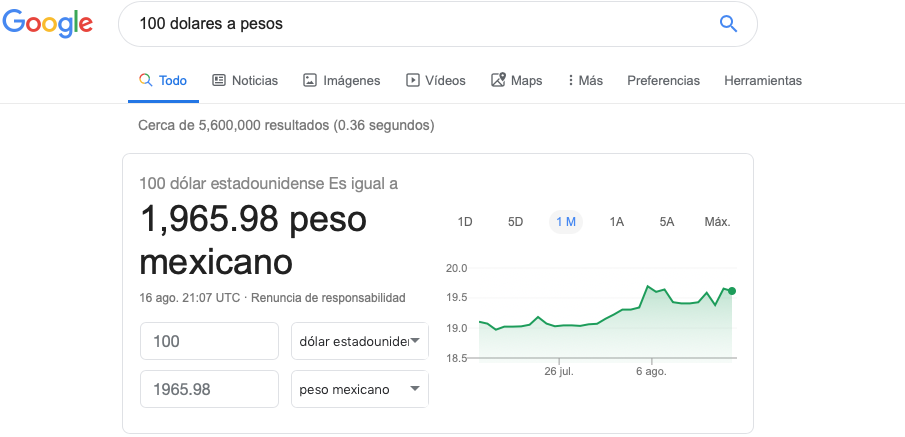 Google
100 dolares a pesos
Todo Noticias Imágenes Vídeos Maps Más Preferencias Herramientas
Cerca de 5,600,000 resultados (0.36 segundos)
100 dólar estadounidense Es igual a
1,965.98 peso
mexicano
16 ago. 21:07 UTC · Renuncia de responsabilidad
100 dólar estadounider
1965.98 peso mexicano
1D 5D 1 M 1A 5A Máx.
20.0
19.5
19.0
18.5
26 jul. 6 ago.